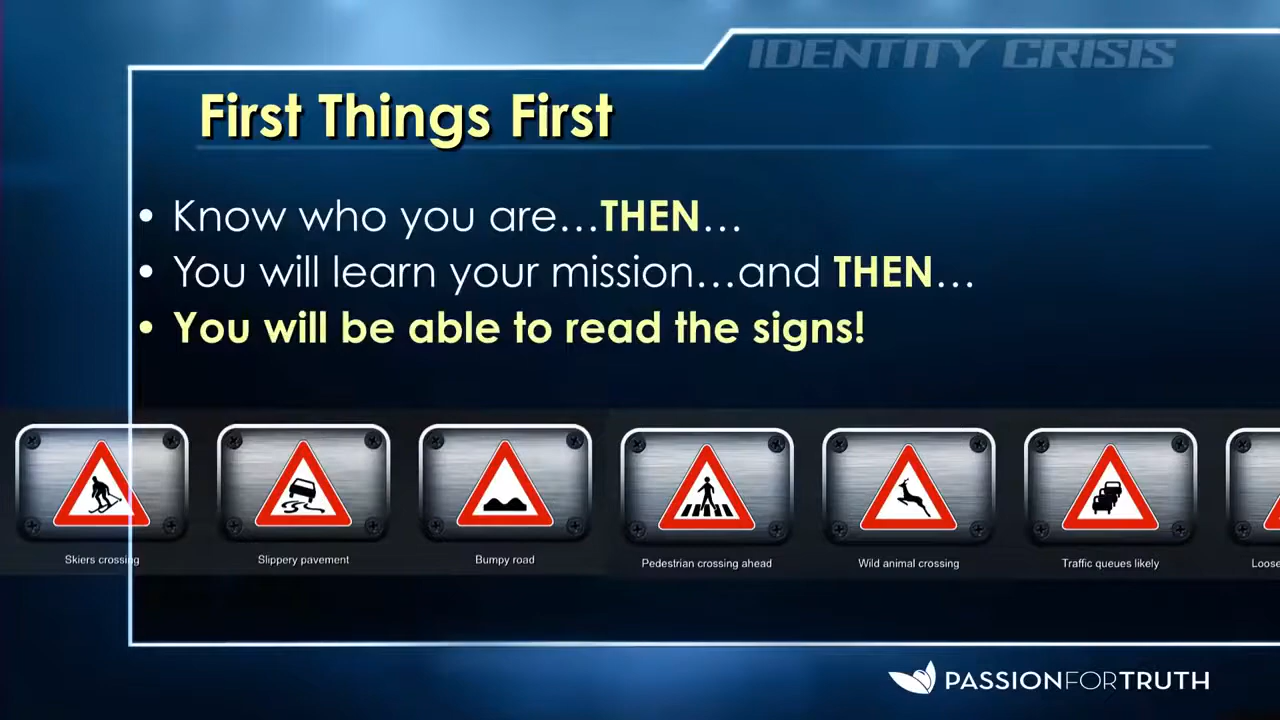 IDENTITY CRISIS
First Things First
• Know who you are…THEN…
• You will learn your mission…and THEN…
• You will be able to read the signs!
Skiers crossing
Slippery pavement
Bumpy road
Pedestrian crossing ahead
Wild animal crossing
Traffic queues likely
Loose
PASSIONFORTRUTH